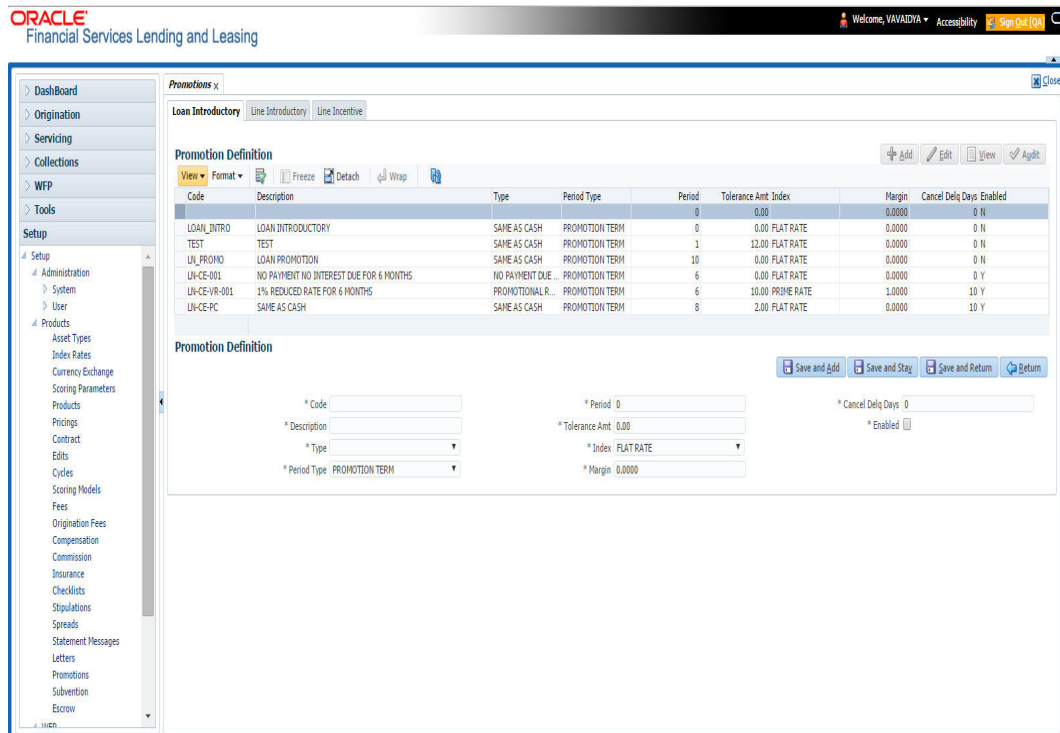 ORACLE'
Financial Services Lending and Leasing
Welcome, VAVAIDYA Accessibility Sign Out [QA
Promotions x
Close
DashBoard
Origination
Servicing
Collections
WFP
Tools
Setup
Setup
Administration
System
User
Products
Asset Types
Index Rates
Currency Exchange
Scoring Parameters
Products
Pricings
Contract
Edits
Cycles
Scoring Models
Fees
Origination Fees
Compensation
Commission
Insurance
Checklists
Stipulations
Spreads
Statement Messages
Letters
Promotions
Subvention
Escrow
WFP
Loan Introductory Line Introductory Line Incentive
Promotion Definition
Add Edit View Audit
View Format Freeze Detach Wrap
Code Description Type Period Type Period Tolerance Amt Index Margin Cancel Delq Days Enabled
0 0.00 0.0000 0 N
LOAN_INTRO LOAN INTRODUCTORY SAME AS CASH PROMOTION TERM 0 0.00 FLAT RATE 0.0000 0 N
TEST TEST SAME AS CASH PROMOTION TERM 1 12.00 FLAT RATE 0.0000 0 N
LN_PROMO LOAN PROMOTION SAME AS CASH PROMOTION TERM 10 0.00 FLAT RATE 0.0000 0 N
LN-CE-001 NO PAYMENT NO INTEREST DUE FOR 6 MONTHS NO PAYMENT DUE ... PROMOTION TERM 6 0.00 FLAT RATE 0.0000 0 Y
LN-CE-VR-001 1% REDUCED RATE FOR 6 MONTHS PROMOTIONAL R... PROMOTION TERM 6 10.00 PRIME RATE 1.0000 10 Y
LN-CE-PC SAME AS CASH SAME AS CASH PROMOTION TERM 8 2.00 FLAT RATE 0.0000 10 Y
Promotion Definition
Save and Add Save and Stay Save and Return Return
* Code * Period 0 * Cancel Delq Days 0
* Description * Tolerance Amt 0.00 * Enabled
* Type * Index FLAT RATE
* Period Type PROMOTION TERM * Margin 0.0000